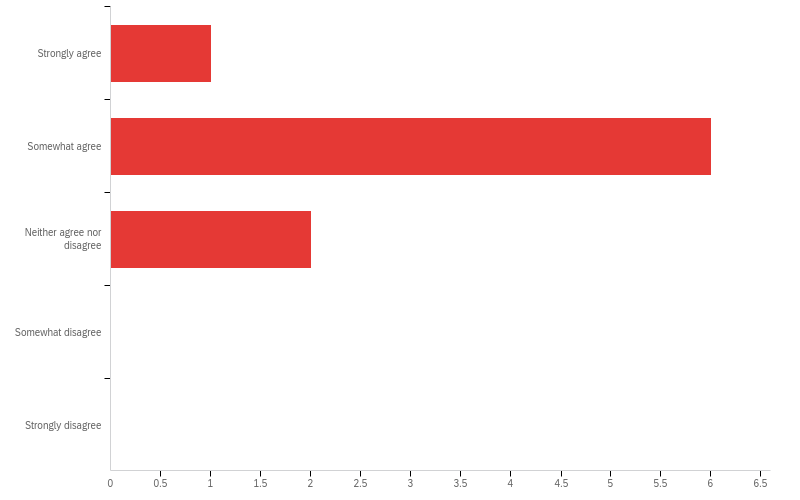 Strongly agree
Somewhat agree
Neither agree nor
disagree
Somewhat disagree
Strongly disagree
0 0.5 1 1.5 2 2.5 3 3.5 4 4.5 5 5.5 6 6.5